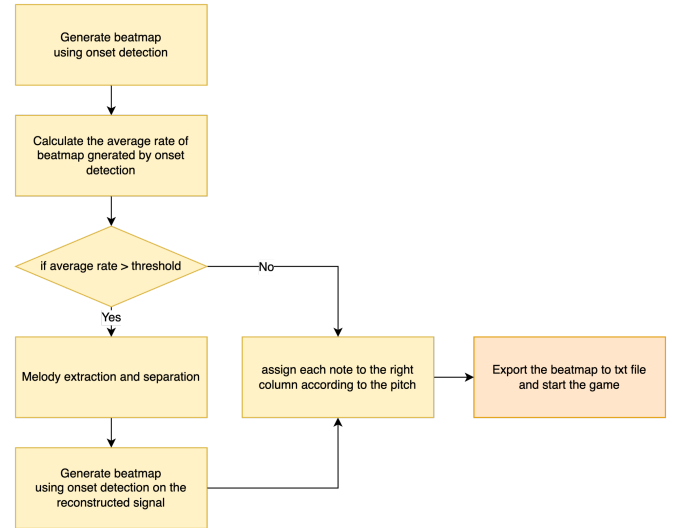 Generate beatmap
using onset detection
Calculate the average rate of
beatmap gnerated by onset
detection
if average rate > threshold
No
Yes
Melody extraction and separation
assign each note to the right
column according to the pitch
Export the beatmap to txt file
and start the game
Generate beatmap
using onset detection on the
reconstructed signal